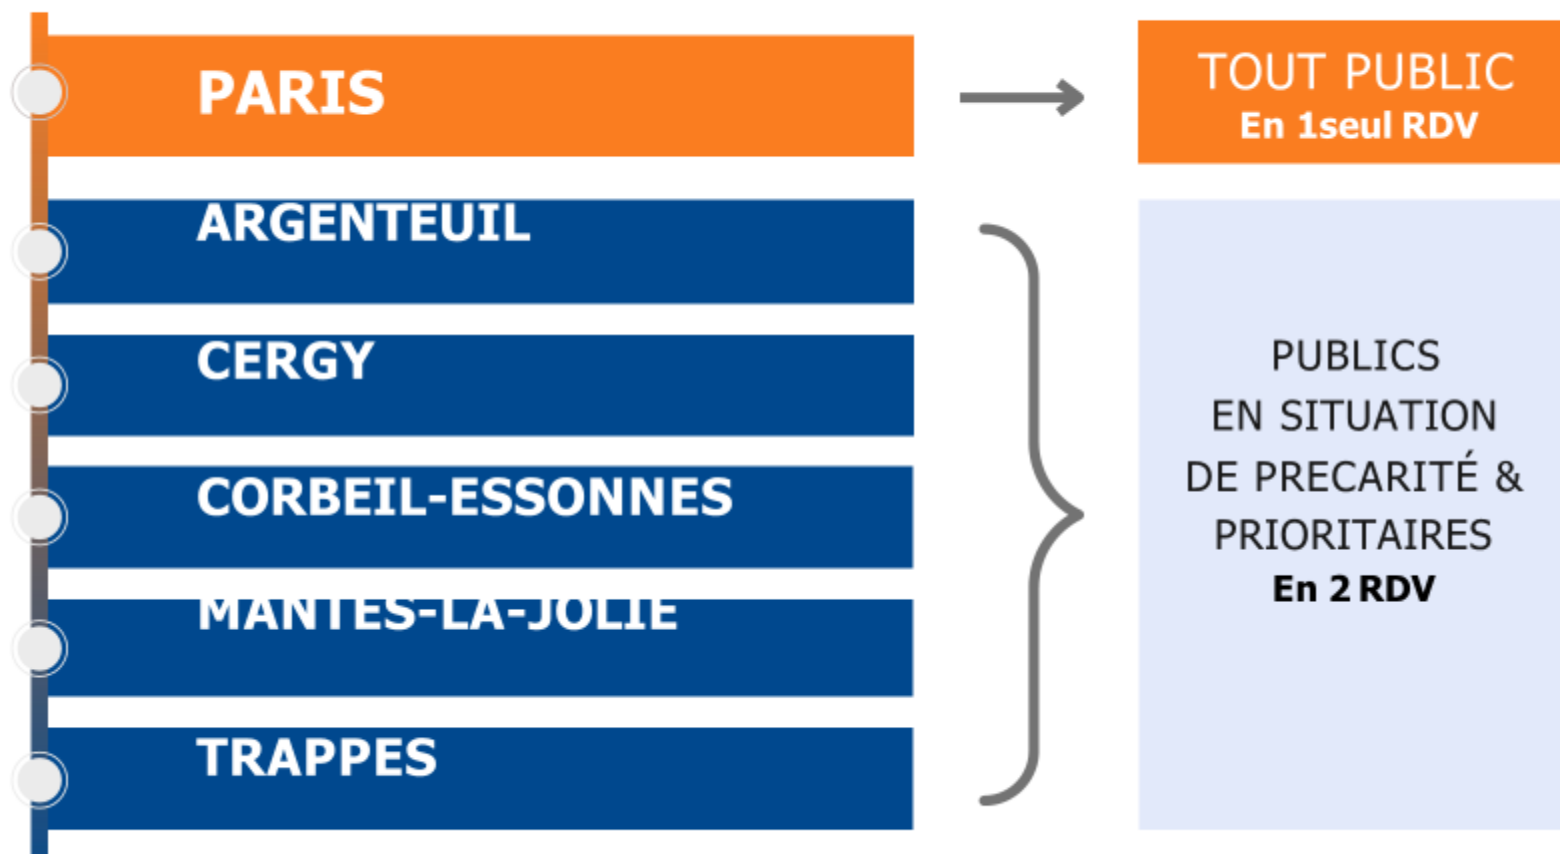 PARIS
TOUT PUBLIC
En 1seul RDV
ARGENTEUIL
CERGY
CORBEIL-ESSONNES
MANTES-LA-JOLIE
TRAPPES
PUBLICS
EN SITUATION
DE PRECARITÉ &
PRIORITAIRES
En 2 RDV